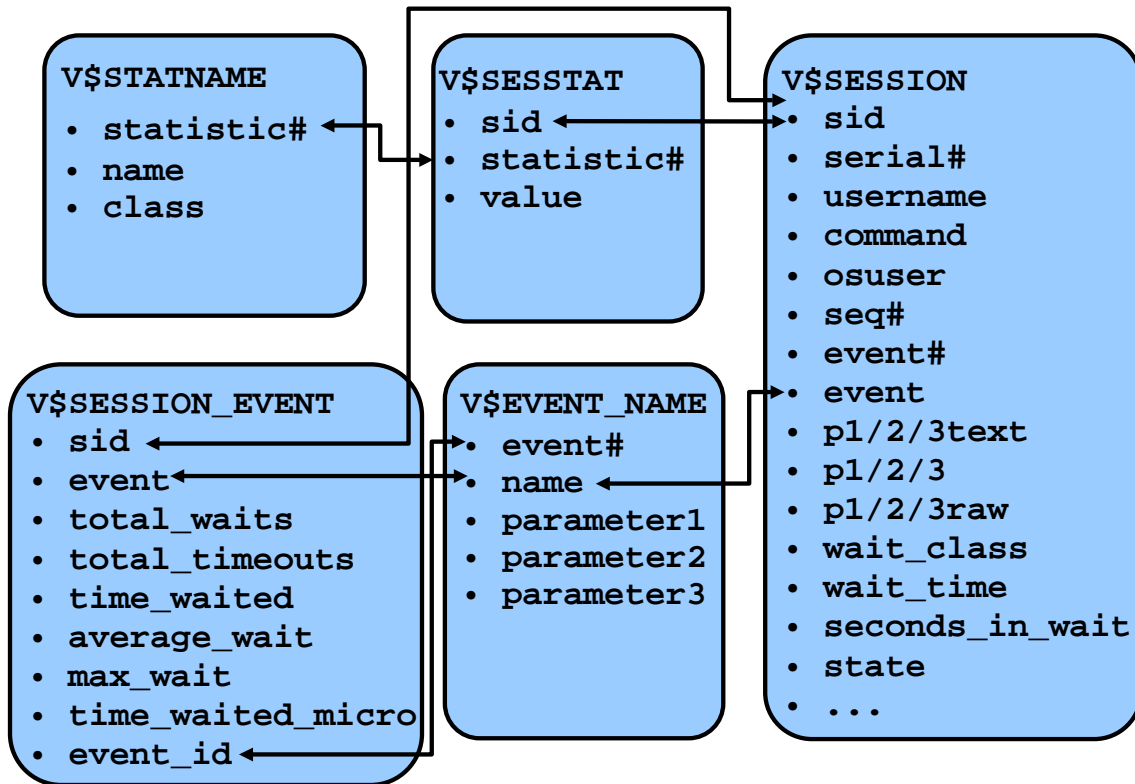 V$STATNAME
• statistic#
• name
• class
V$SESSTAT
• sid
• statistic#
• value
V$SESSION
• sid
• serial#
• username
• command
• osuser
• seq#
• event#
• event
• p1/2/3text
• p1/2/3
• p1/2/3raw
• wait_class
• wait_time
• seconds_in_wait
• state
• ...
V$SESSION_EVENT
• sid
• event
• total_waits
• total_timeouts
• time_waited
• average_wait
• max_wait
• time_waited_micro
• event_id
V$EVENT_NAME
• event#
• name
• parameter1
• parameter2
• parameter3